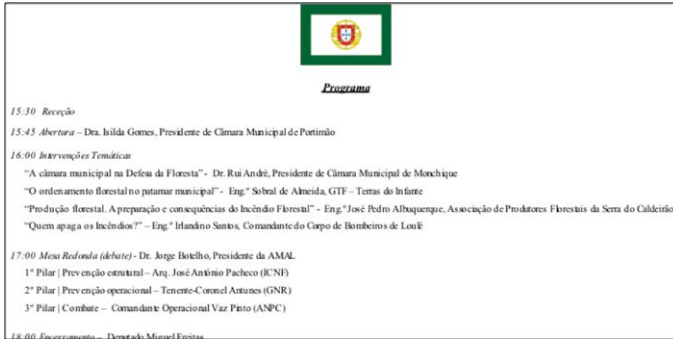 Programa
15:30 Receção
15:45 Abertura – Dra. Isilda Gomes, Presidente de Câmara Municipal de Portimão
16:00 Intervenções Temáticas
“A câmara municipal na Defesa da Floresta” - Dr. Rui André, Presidente de Câmara Municipal de Monchique
“O ordenamento florestal no patamar municipal” - Eng.º Sobral de Almeida, GTF – Terras do Infante
“Produção florestal. A preparação e consequências do Incêndio Florestal” - Eng.º José Pedro Albuquerque, Associação de Produtores Florestais da Serra do Caldeirão
“Quem apaga os Incêndios?” – Eng.º Irlandino Santos, Comandante do Corpo de Bombeiros de Loulé
17:00 Mesa Redonda (debate) - Dr. Jorge Botelho, Presidente da AMAL
1º Pilar | Prevenção estrutural – Arq. José António Pacheco (ICNF)
2º Pilar | Prevenção operacional – Tenente-Coronel Antunes (GNR)
3º Pilar | Combate – Comandante Operacional Vaz Pinto (ANPC)
18:00 Encerramento – Deputado Miguel Freitas